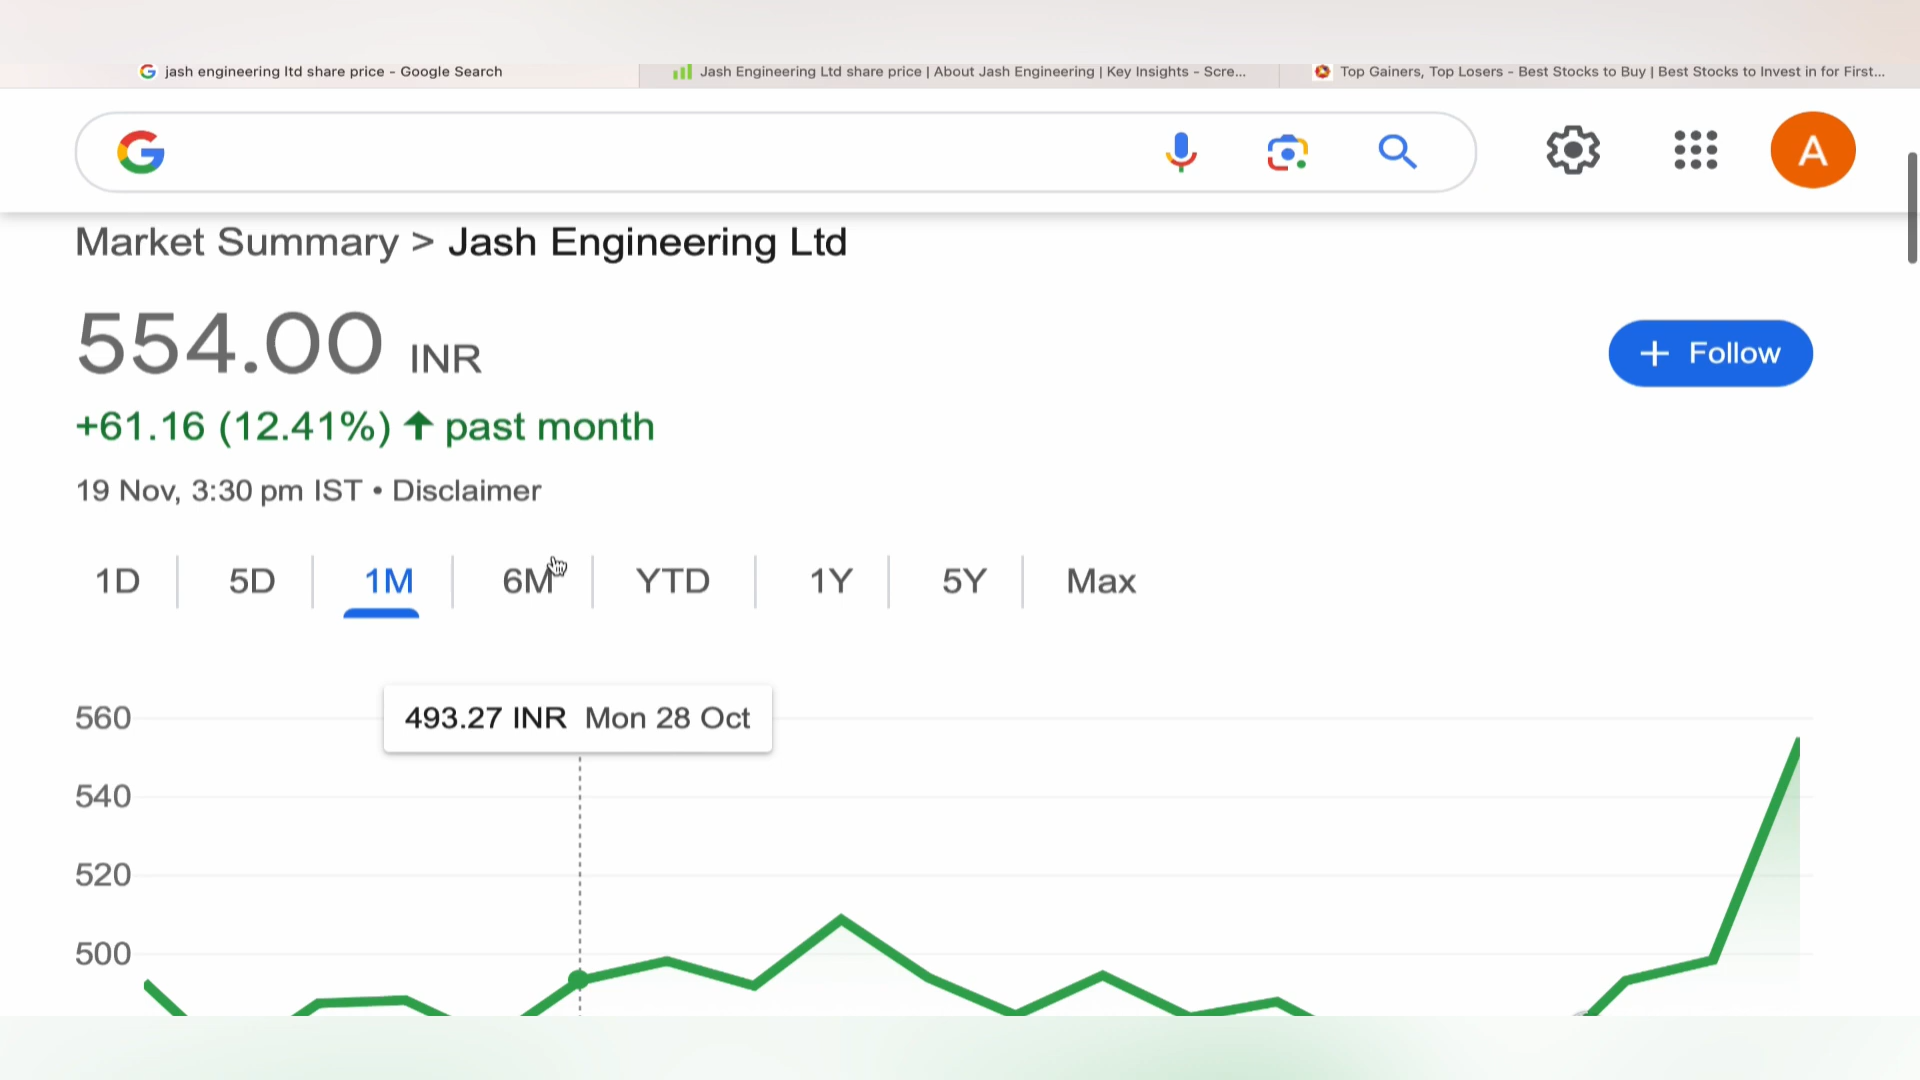 jash engineering ltd share price - Google Search
Jash Engineering Ltd share price | About Jash Engineering | Key Insights - Scre...
Top Gainers, Top Losers - Best Stocks to Buy | Best Stocks to Invest in for First...
A
Market Summary > Jash Engineering Ltd
554.00 INR
+ Follow
+61.16 (12.41%) ↑ past month
19 Nov, 3:30 pm IST • Disclaimer
1D 5D 1M 6M YTD 1Y 5Y Max
493.27 INR Mon 28 Oct
560
540
520
500